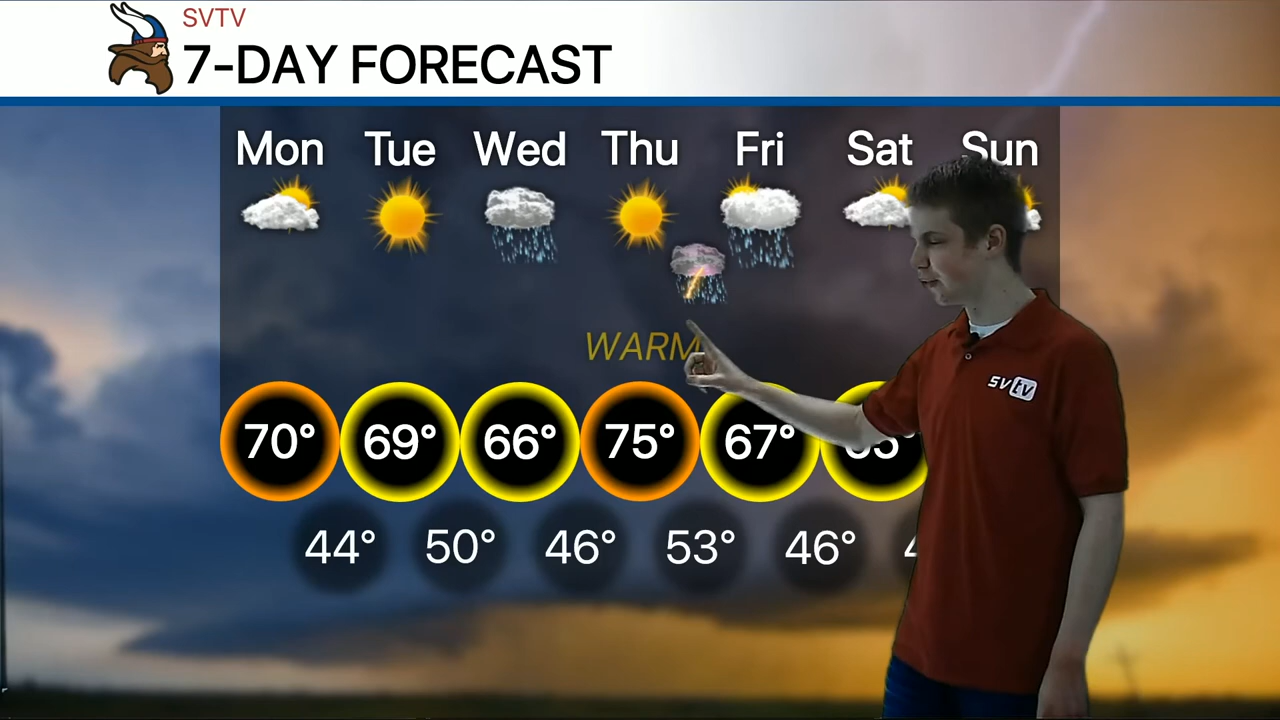 SVTV
7-DAY FORECAST
Mon Tue Wed Thu Fri Sat Sun
WARM
70° 69° 66° 75° 67°
44° 50° 46° 53° 46°
SVtv